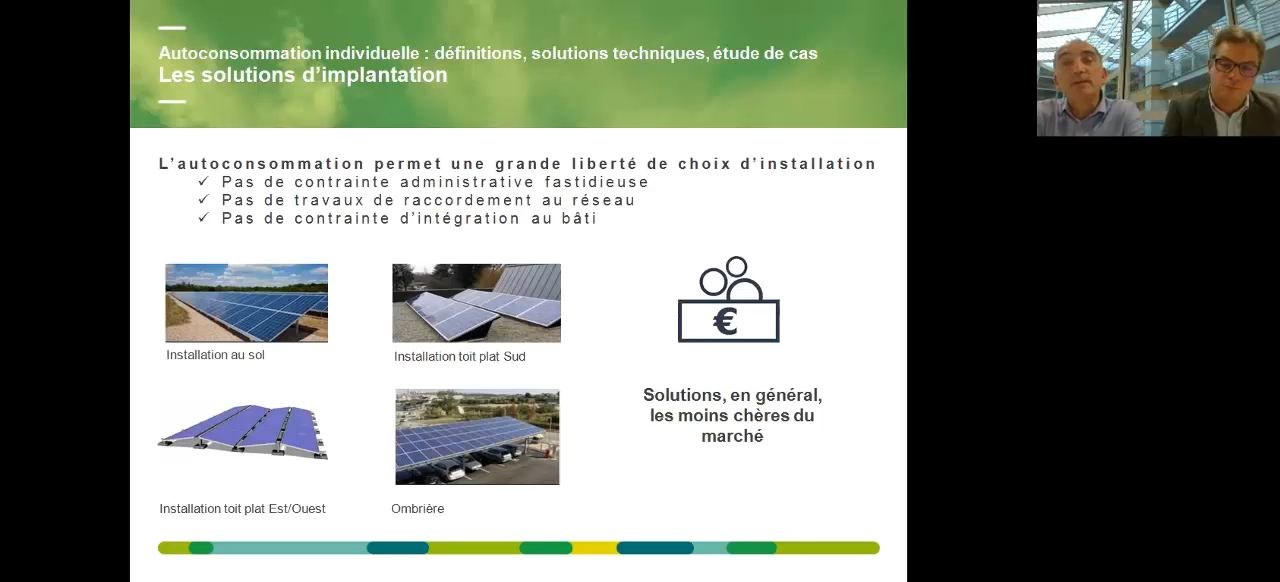 Autoconsommation individuelle : définitions, solutions techniques, étude de cas
Les solutions d'implantation
L'autoconsommation permet une grande liberté de choix d'installation
✓ Pas de contrainte administrative fastidieuse
✓ Pas de travaux de raccordement au réseau
✓ Pas de contrainte d'intégration au bâti
€
Installation au sol
Installation toit plat Sud
Solutions, en général,
les moins chères du
marché
Installation toit plat Est/Ouest
Ombrière